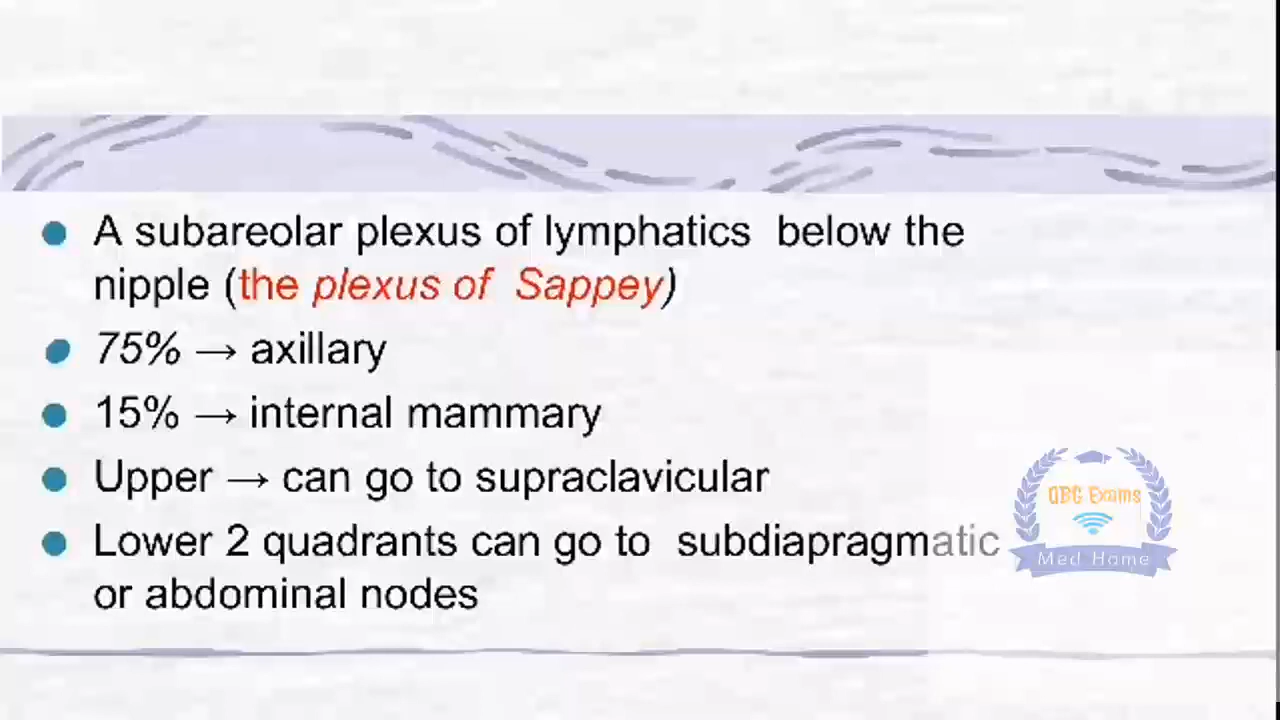 A subareolar plexus of lymphatics below the
nipple (the plexus of Sappey)
75% → axillary
15% → internal mammary
Upper → can go to supraclavicular
Lower 2 quadrants can go to subdiapragmatic
or abdominal nodes
QBG Exams
Med Home